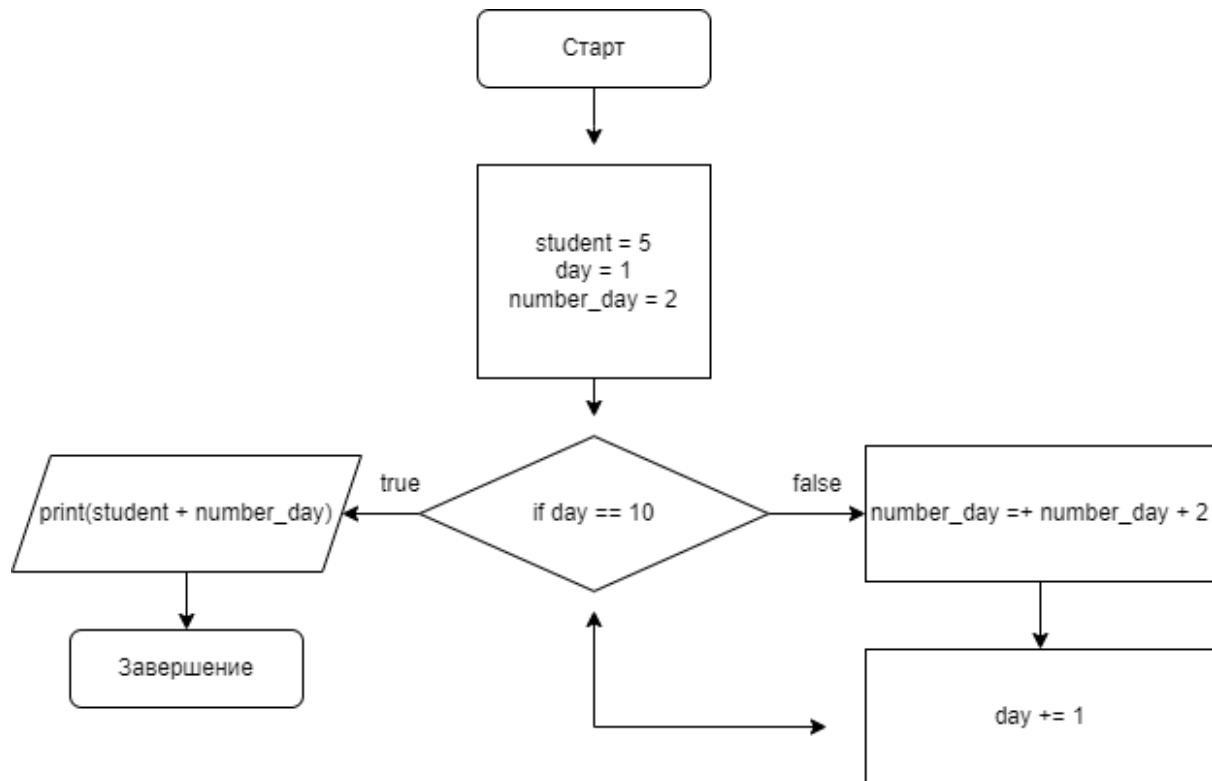 Старт
student = 5
day = 1
number_day = 2
true
if day == 10
false
print(student + number_day)
number_day =+ number_day + 2
Завершение
day += 1